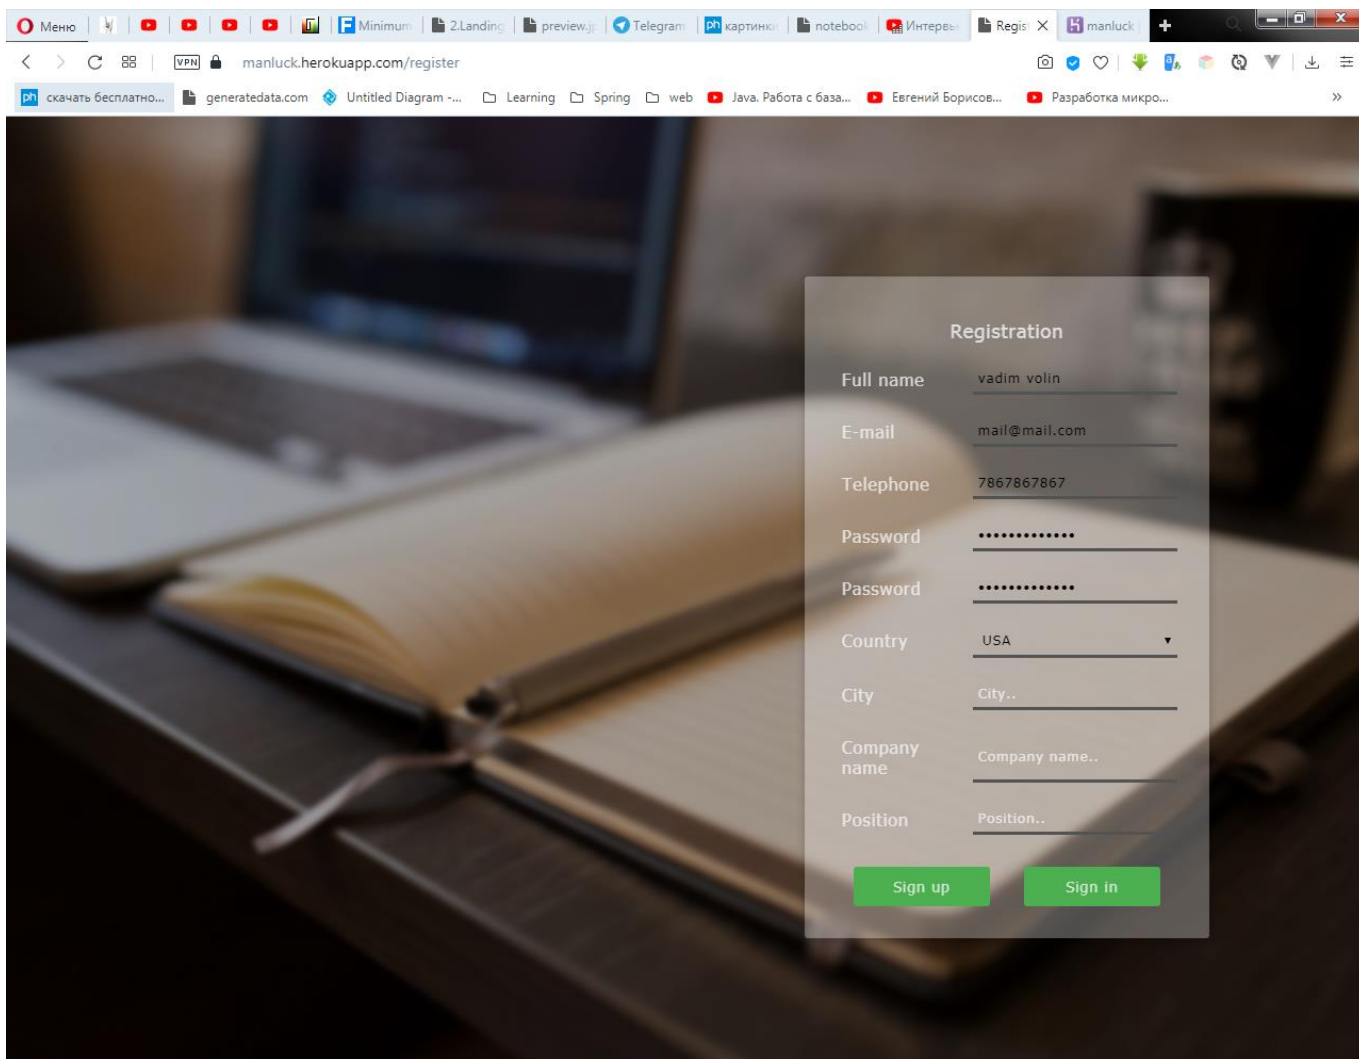 Меню
Minimum
2.Landing
preview.j
Telegram
картинки
notebook
Интервь
Regis
manluck
VPN
manluck.herokuapp.com/register
скачать бесплатно...
generatedata.com
Untitled Diagram -...
Learning
Spring
web
Java. Работа с база...
Евгений Борисов...
Разработка микро...
Registration
Full name vadim volin
E-mail mail@mail.com
Telephone 7867867867
Password •••••••••••••
Password •••••••••••••
Country USA
City City..
Company name Company name..
Position Position..
Sign up Sign in